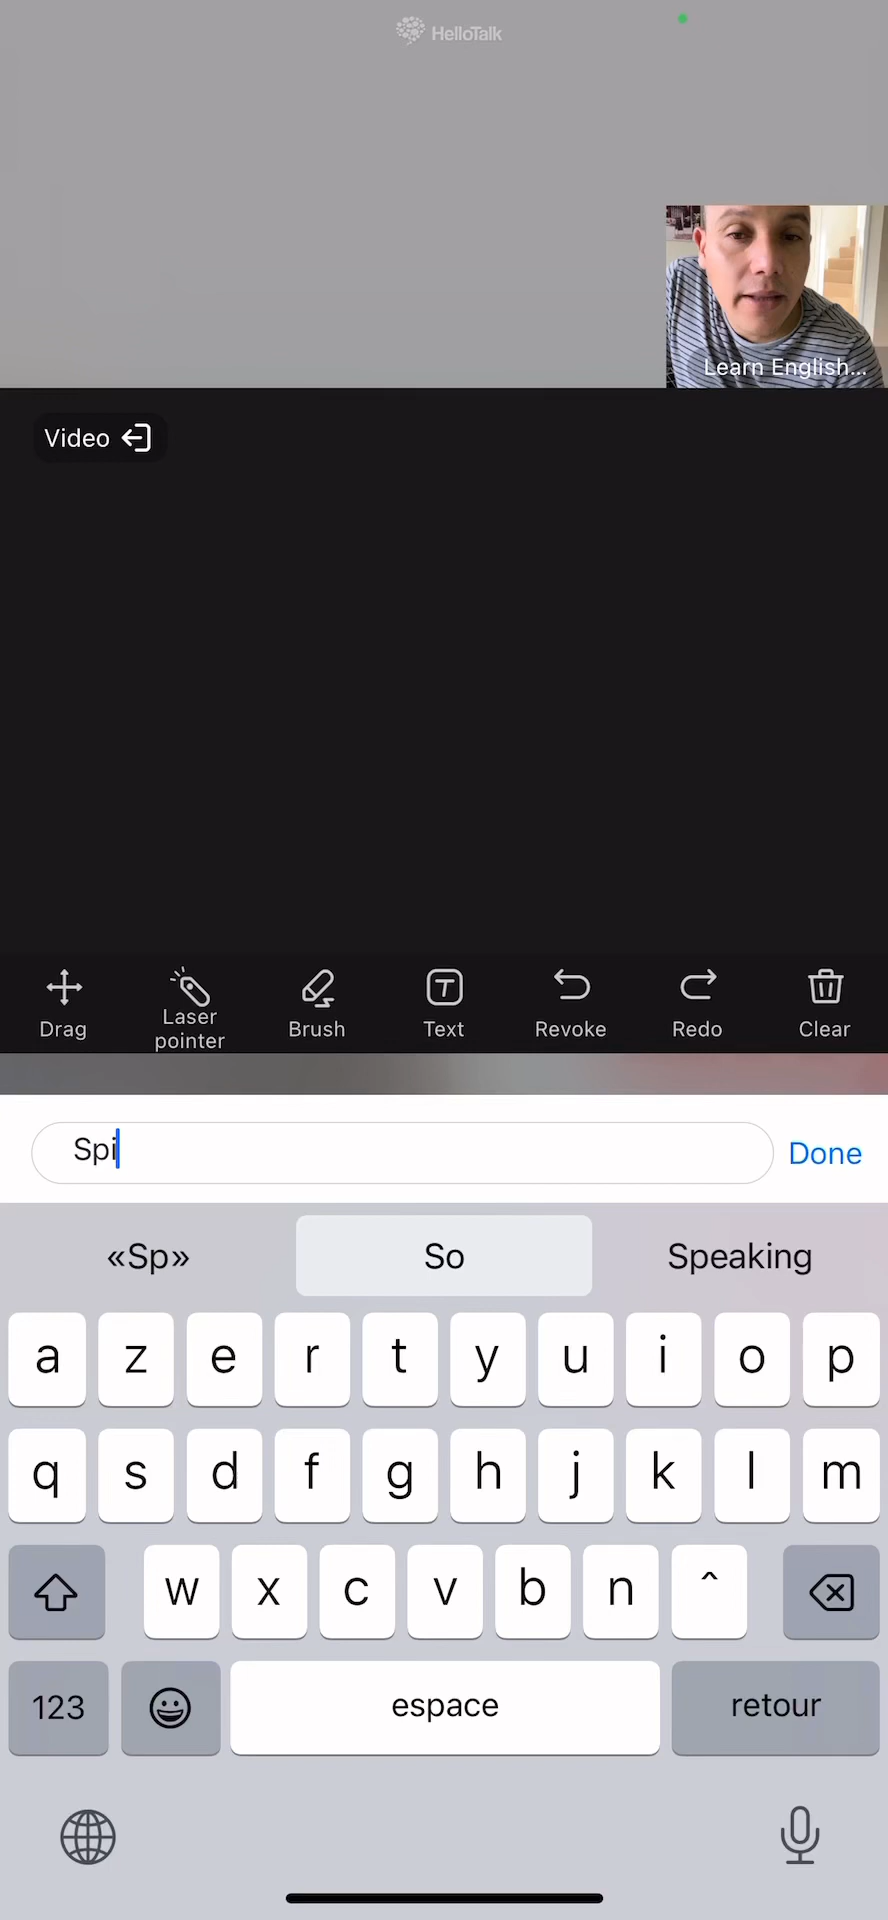 HelloTalk
Learn English...
Video
Drag
Laser pointer
Brush
Text
Revoke
Redo
Clear
Spi
Done
«Sp»
So
Speaking
a z e r t y u i o p
q s d f g h j k l m
w x c v b n ^
123
espace
retour